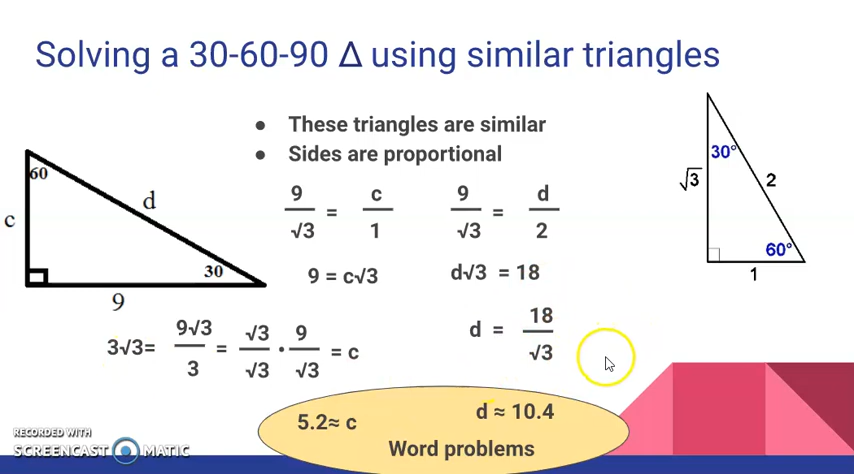 Solving a 30-60-90 Δ using similar triangles
● These triangles are similar
● Sides are proportional
60
d
c
30
9
9/√3 = c/1
9/√3 = d/2
9 = c√3
d√3 = 18
3√3= 9√3/3 = √3/√3 · 9/√3 = c
d = 18/√3
5.2≈ c
d ≈ 10.4
Word problems
30°
√3
2
60°
1
RECORDED WITH
SCREENCAST MATIC